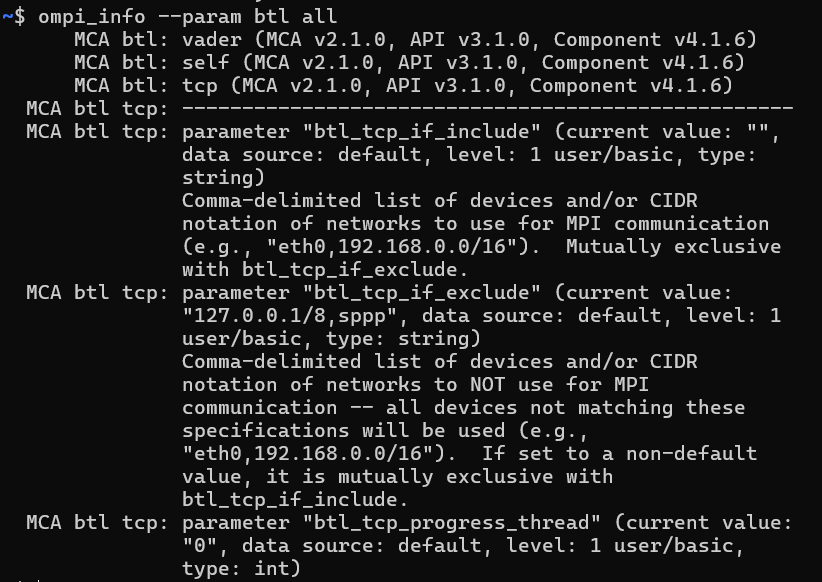 ~$ ompi_info --param btl all
MCA btl: vader (MCA v2.1.0, API v3.1.0, Component v4.1.6)
MCA btl: self (MCA v2.1.0, API v3.1.0, Component v4.1.6)
MCA btl: tcp (MCA v2.1.0, API v3.1.0, Component v4.1.6)
MCA btl tcp: ---------------------------------------------------
MCA btl tcp: parameter "btl_tcp_if_include" (current value: "",
data source: default, level: 1 user/basic, type:
string)
Comma-delimited list of devices and/or CIDR
notation of networks to use for MPI communication
(e.g., "eth0,192.168.0.0/16").  Mutually exclusive
with btl_tcp_if_exclude.
MCA btl tcp: parameter "btl_tcp_if_exclude" (current value:
"127.0.0.1/8,sppp", data source: default, level: 1
user/basic, type: string)
Comma-delimited list of devices and/or CIDR
notation of networks to NOT use for MPI
communication -- all devices not matching these
specifications will be used (e.g.,
"eth0,192.168.0.0/16").  If set to a non-default
value, it is mutually exclusive with
btl_tcp_if_include.
MCA btl tcp: parameter "btl_tcp_progress_thread" (current value:
"0", data source: default, level: 1 user/basic,
type: int)